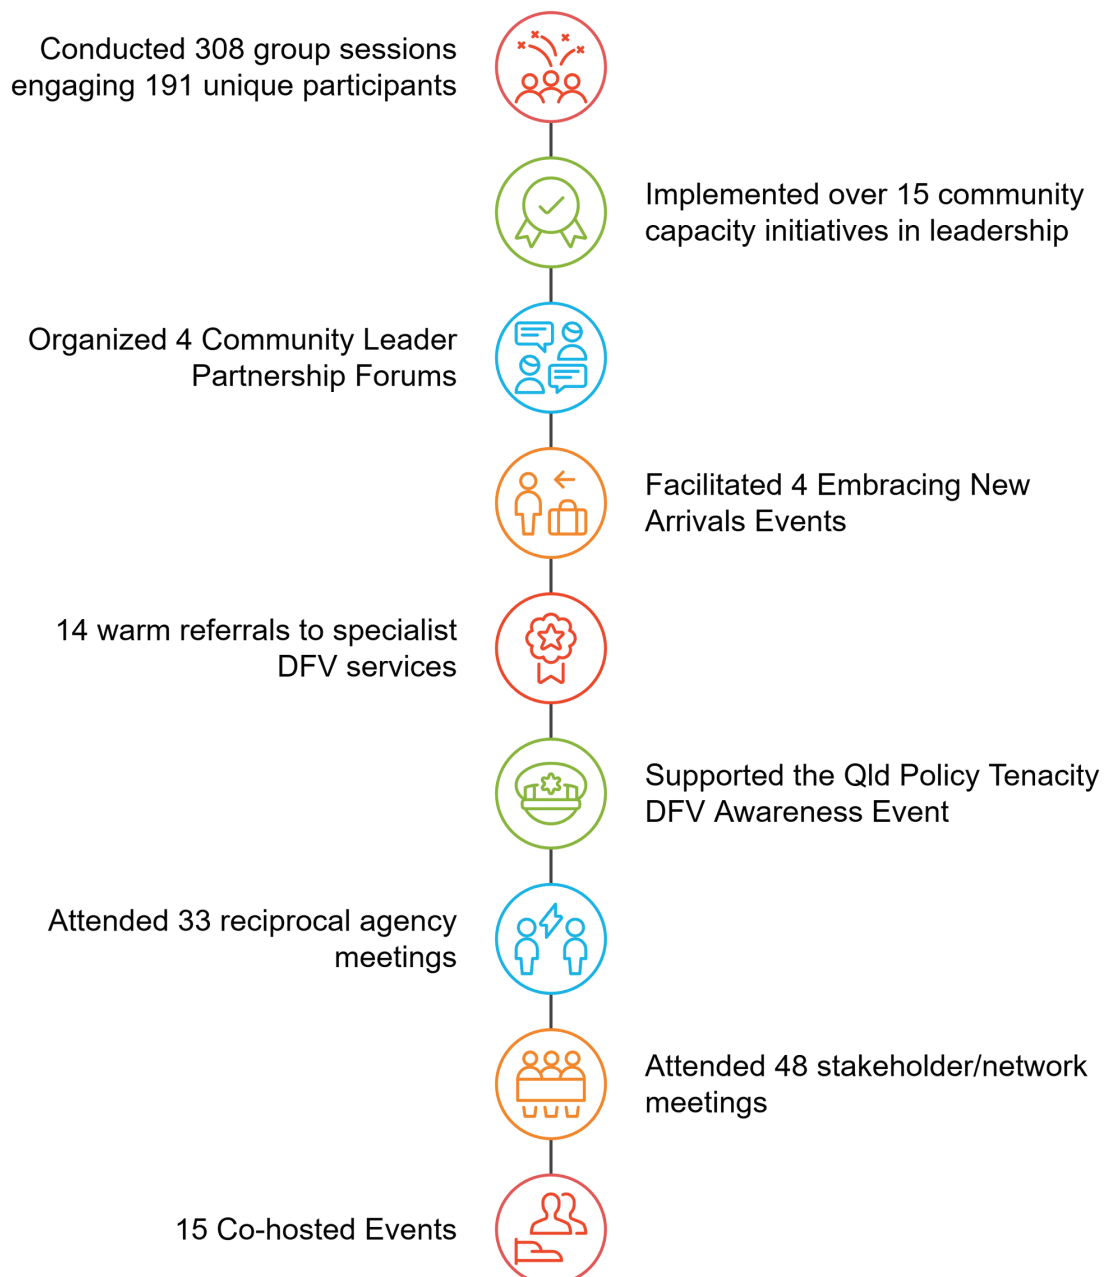 Conducted 308 group sessions
engaging 191 unique participants
Implemented over 15 community
capacity initiatives in leadership
Organized 4 Community Leader
Partnership Forums
Facilitated 4 Embracing New
Arrivals Events
14 warm referrals to specialist
DFV services
Supported the Qld Policy Tenacity
DFV Awareness Event
Attended 33 reciprocal agency
meetings
Attended 48 stakeholder/network
meetings
15 Co-hosted Events